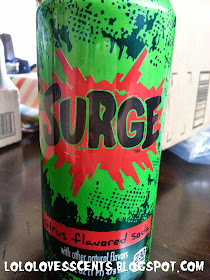 SURGE
citrus flavored soda
with other natural flavors
LOLOLOVESSCENTS.BLOGSPOT.COM